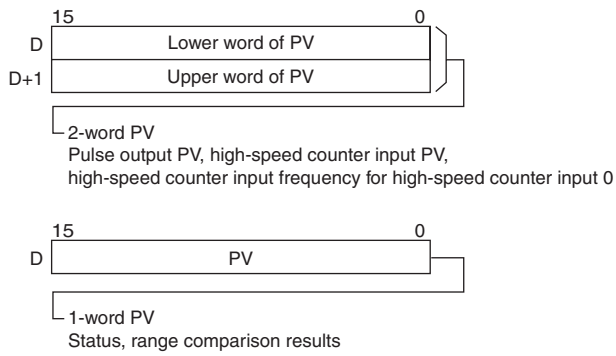 15 0
D Lower word of PV
D+1 Upper word of PV
2-word PV
Pulse output PV, high-speed counter input PV,
high-speed counter input frequency for high-speed counter input 0
15 0
D PV
1-word PV
Status, range comparison results